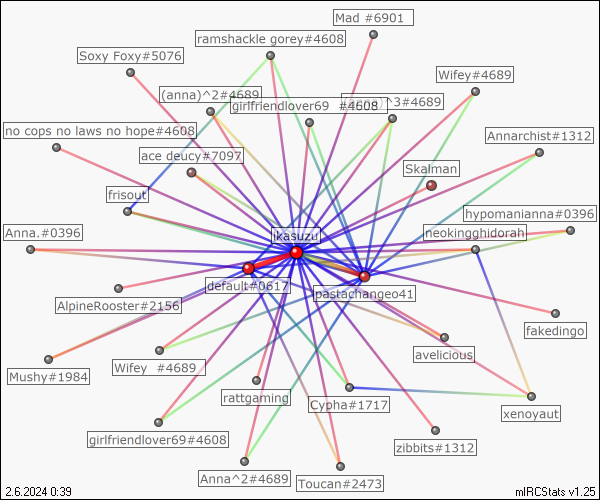 Mad #6901
ramshackle gorey#4608
Soxy Foxy#5076
Wifey#4689
(anna)^2#4689
girlfriendlover69 #4608
)^3#4689
no cops no laws no hope#4608
Annarchist#1312
ace deucy#7097
Skalman
frisout
hypomanianna#0396
Anna.#0396
ikasuzu
neokingghidorah
default#0617
pastachangeo41
AlpineRooster#2156
fakedingo
avelicious
Wifey #4689
Mushy#1984
rattgaming
Cypha#1717
xenoyaut
girlfriendlover69#4608
zibbits#1312
Anna^2#4689
Toucan#2473
2.6.2024 0:39
mIRCStats v1.25